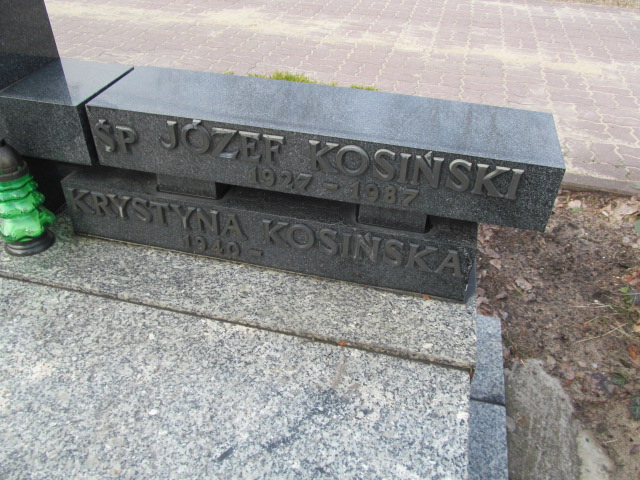 ŚP JÓZEF KOSIŃSKI
1927-1987
KRYSTYNA KOSIŃSKA
1940-